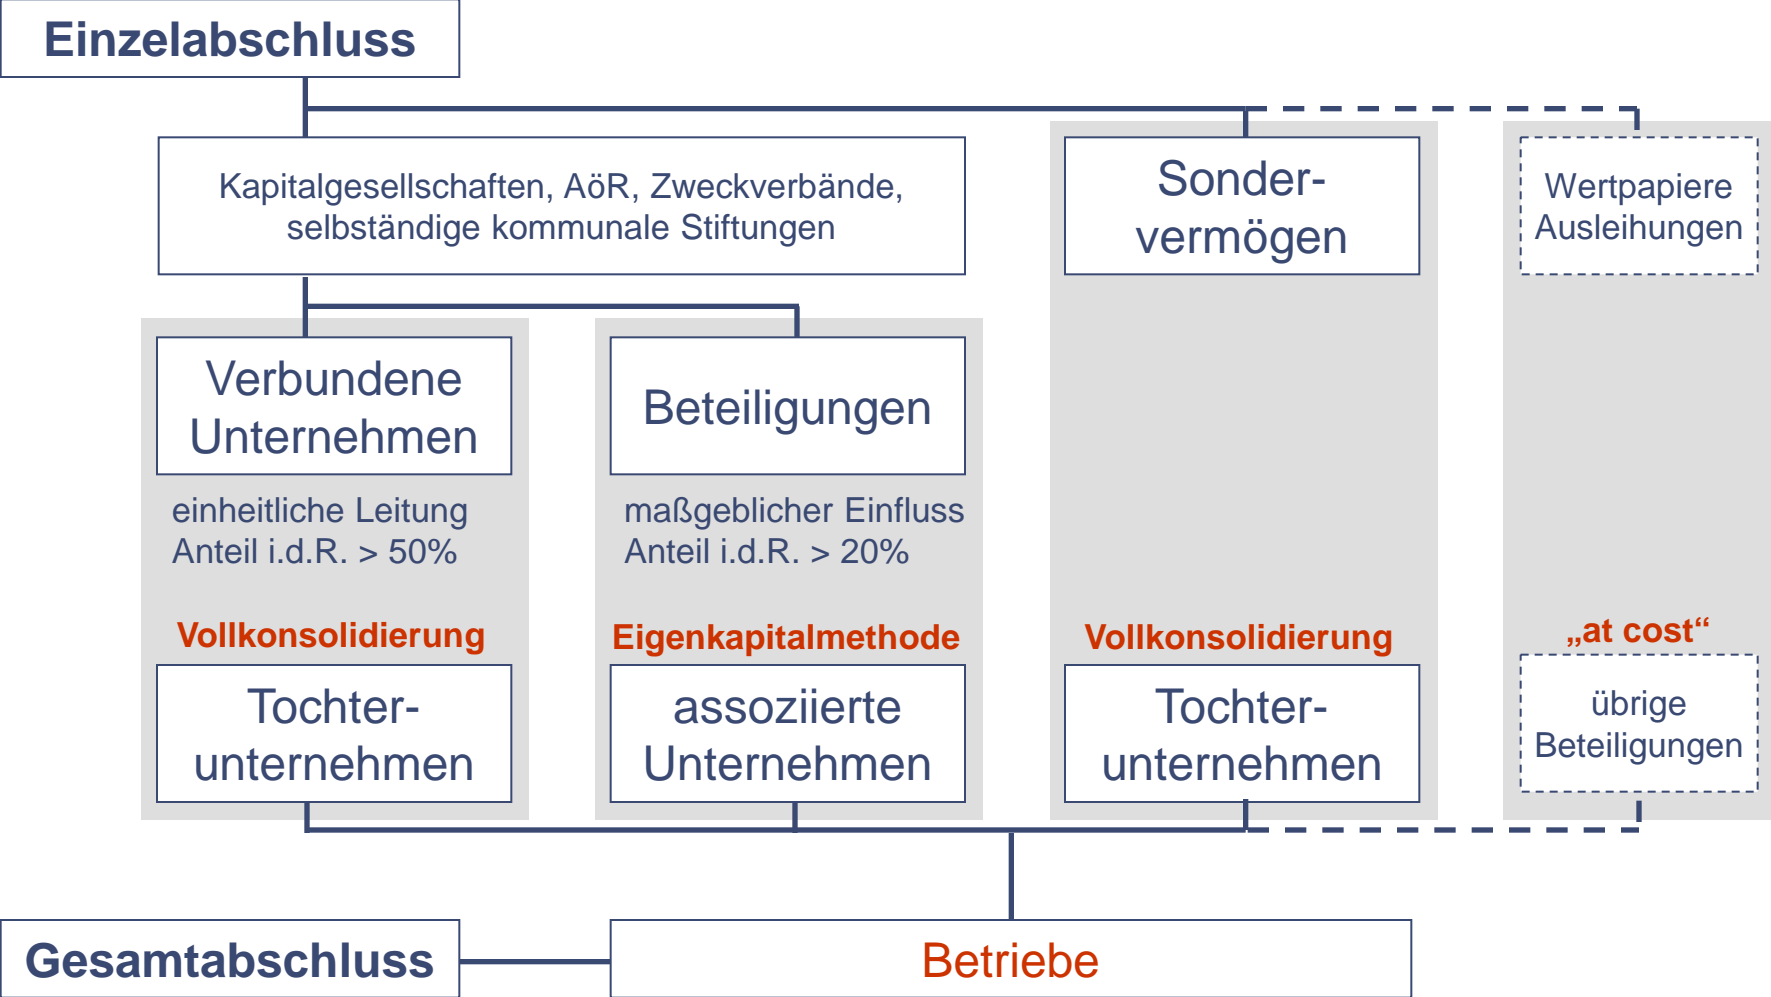 Einzelabschluss
Kapitalgesellschaften, AöR, Zweckverbände,
selbständige kommunale Stiftungen
Sonder-
vermögen
Wertpapiere
Ausleihungen
Verbundene
Unternehmen
Beteiligungen
einheitliche Leitung
Anteil i.d.R. > 50%
maßgeblicher Einfluss
Anteil i.d.R. > 20%
Vollkonsolidierung
Eigenkapitalmethode
Vollkonsolidierung
„at cost“
Tochter-
unternehmen
assoziierte
Unternehmen
Tochter-
unternehmen
übrige
Beteiligungen
Gesamtabschluss
Betriebe